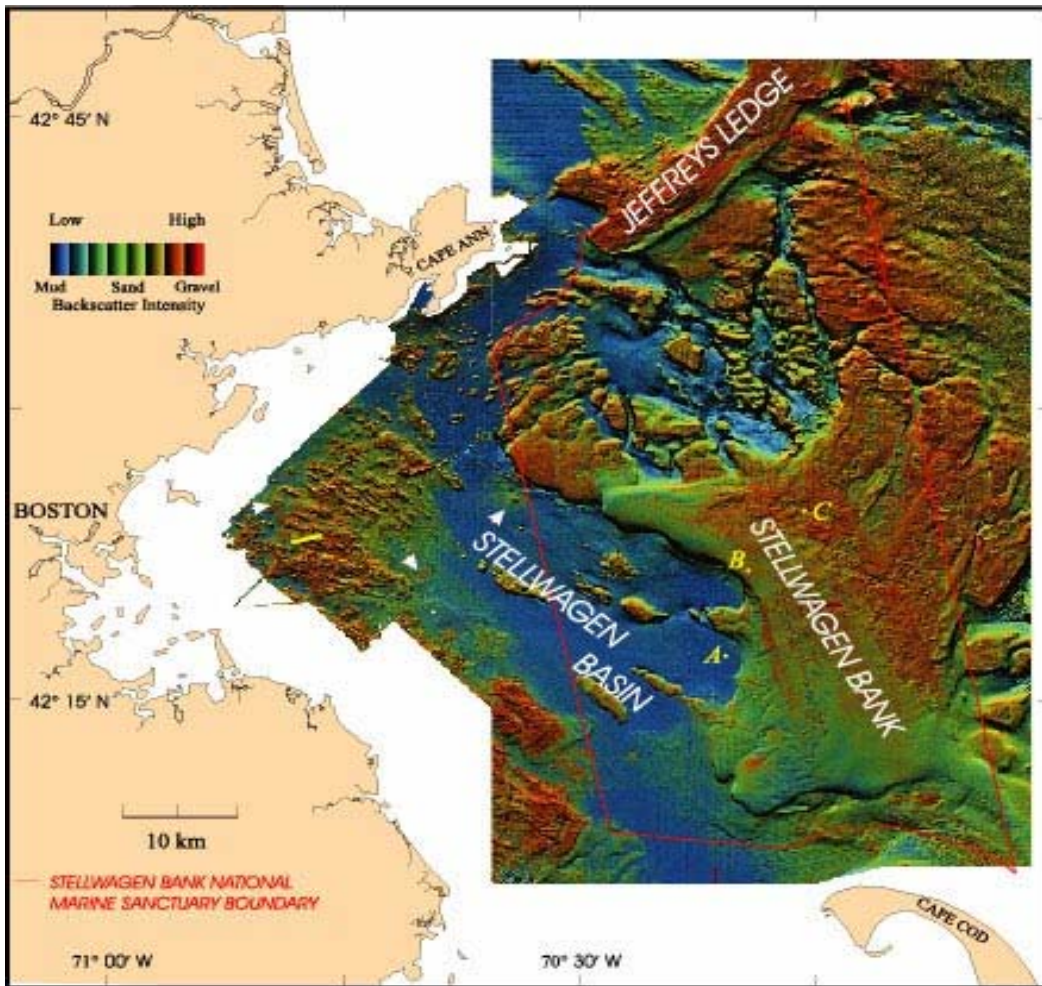 42° 45' N
JEFFREYS LEDGE
Low High
CAPE ANN
Mud Sand Gravel
Backscatter Intensity
BOSTON
C
STELLWAGEN BANK
B
STELLWAGEN
BASIN
A
42° 15' N
10 km
STELLWAGEN BANK NATIONAL
MARINE SANCTUARY BOUNDARY
CAPE COD
71° 00' W
70° 30' W